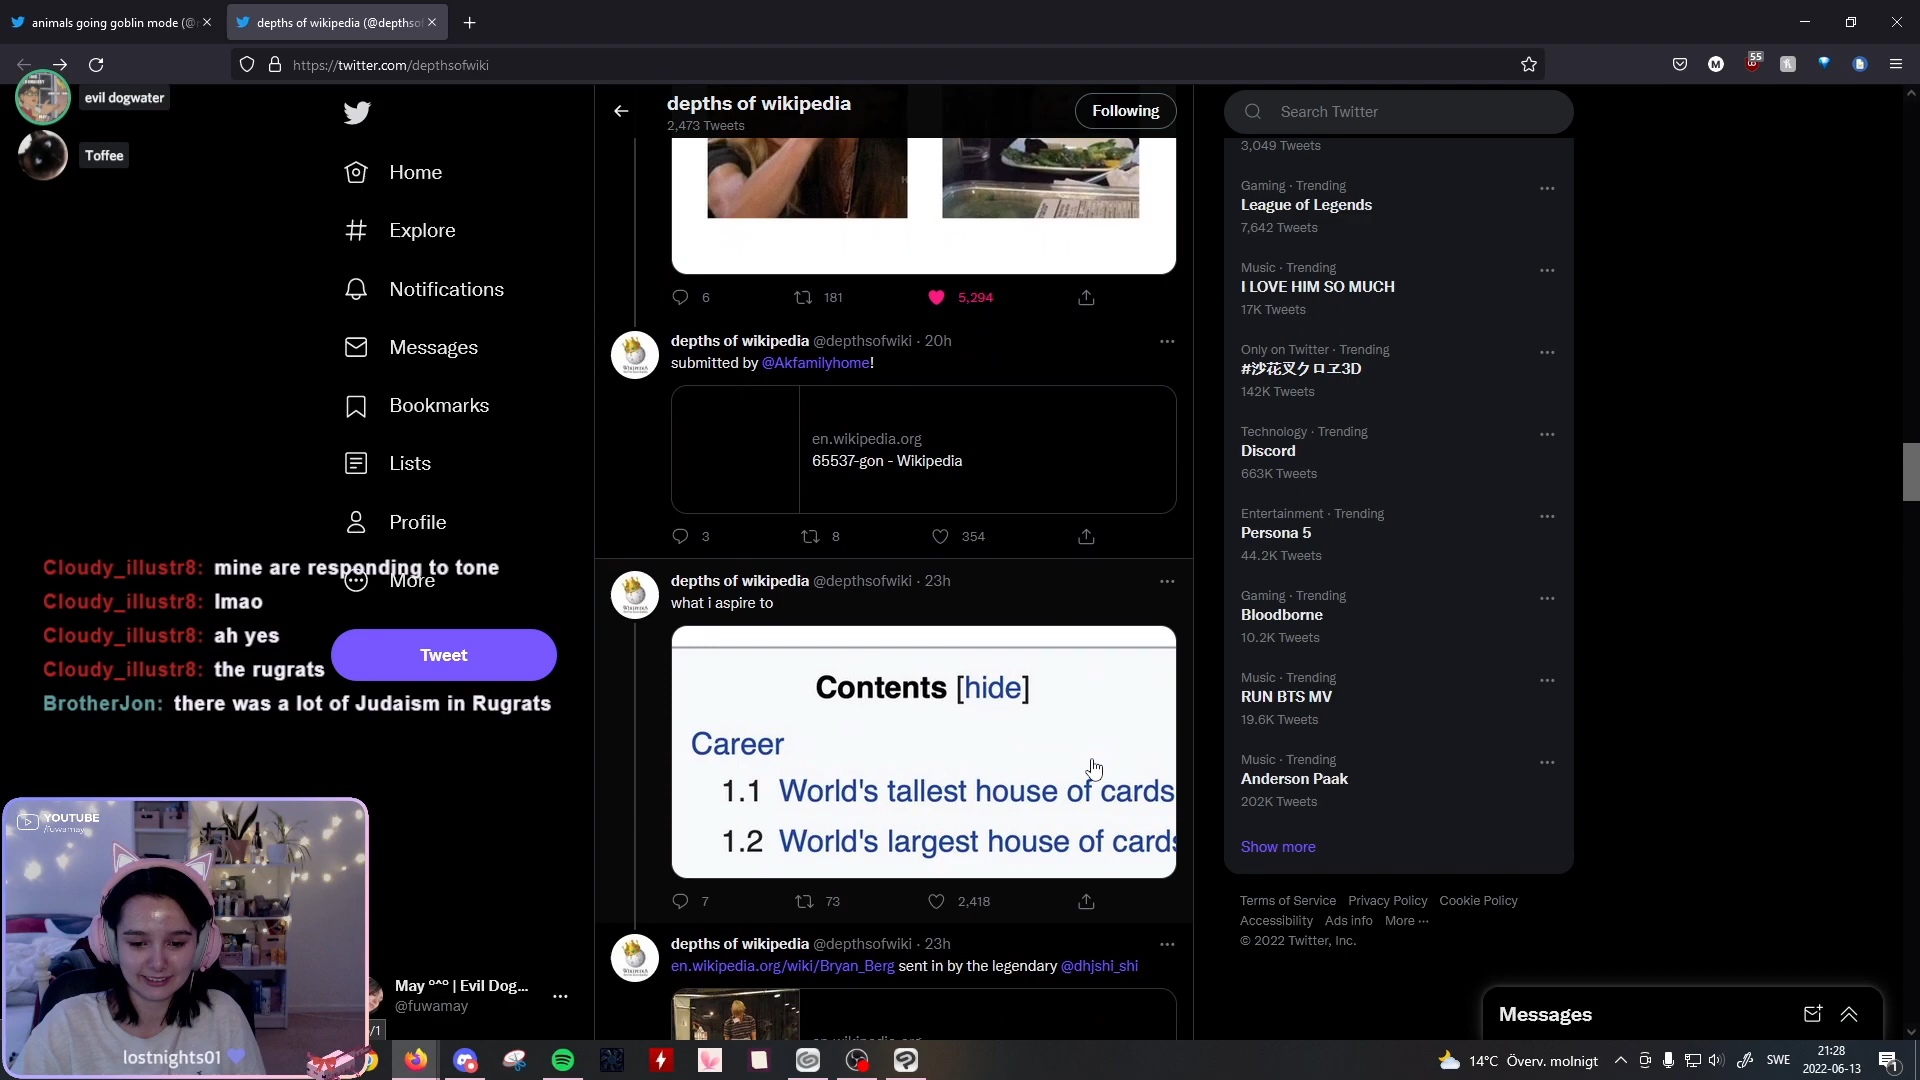 animals going goblin mode (@
depths of wikipedia (@depthso
https://twitter.com/depthsofwiki
55
evil dogwater
Toffee
Home
Explore
Notifications
Messages
Bookmarks
Lists
Profile
More
Tweet
Cloudy_illustr8: mine are responding to tone
Cloudy_illustr8: lmao
Cloudy_illustr8: ah yes
Cloudy_illustr8: the rugrats
BrotherJon: there was a lot of Judaism in Rugrats
YOUTUBE
/fuwamay
lostnights01
May º^º | Evil Dog...
@fuwamay
/1
depths of wikipedia
2,473 Tweets
Following
6
181
5,294
depths of wikipedia @depthsofwiki · 20h
submitted by @Akfamilyhome!
en.wikipedia.org
65537-gon - Wikipedia
3
8
354
depths of wikipedia @depthsofwiki · 23h
what i aspire to
Contents [hide]
Career
1.1 World's tallest house of cards
1.2 World's largest house of cards
7
73
2,418
depths of wikipedia @depthsofwiki · 23h
en.wikipedia.org/wiki/Bryan_Berg sent in by the legendary @dhjshi_shi
Search Twitter
3,049 Tweets
Gaming · Trending
League of Legends
7,642 Tweets
Music · Trending
I LOVE HIM SO MUCH
17K Tweets
Only on Twitter · Trending
#沙花叉クロヱ3D
142K Tweets
Technology · Trending
Discord
663K Tweets
Entertainment · Trending
Persona 5
44.2K Tweets
Gaming · Trending
Bloodborne
10.2K Tweets
Music · Trending
RUN BTS MV
19.6K Tweets
Music · Trending
Anderson Paak
202K Tweets
Show more
Terms of Service Privacy Policy Cookie Policy
Accessibility Ads info More ···
© 2022 Twitter, Inc.
Messages
14°C Överv. molnigt
SWE
21:28
2022-06-13
1